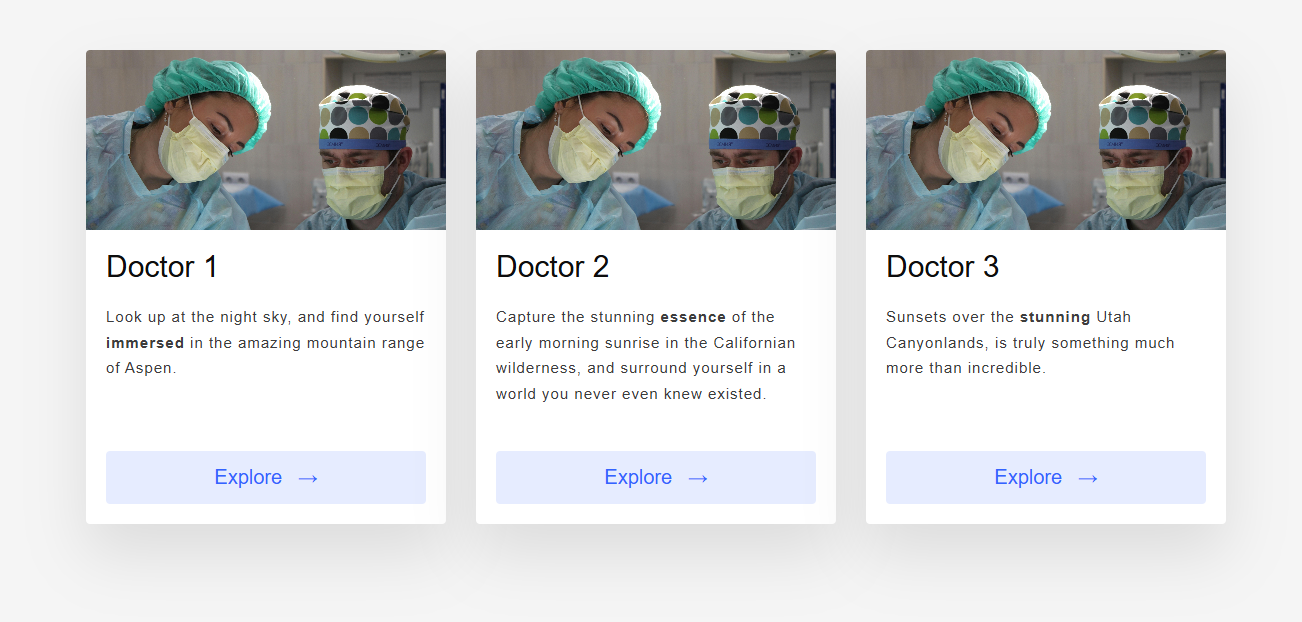 Doctor 1
Look up at the night sky, and find yourself
immersed in the amazing mountain range
of Aspen.
Explore →
Doctor 2
Capture the stunning essence of the
early morning sunrise in the Californian
wilderness, and surround yourself in a
world you never even knew existed.
Explore →
Doctor 3
Sunsets over the stunning Utah
Canyonlands, is truly something much
more than incredible.
Explore →